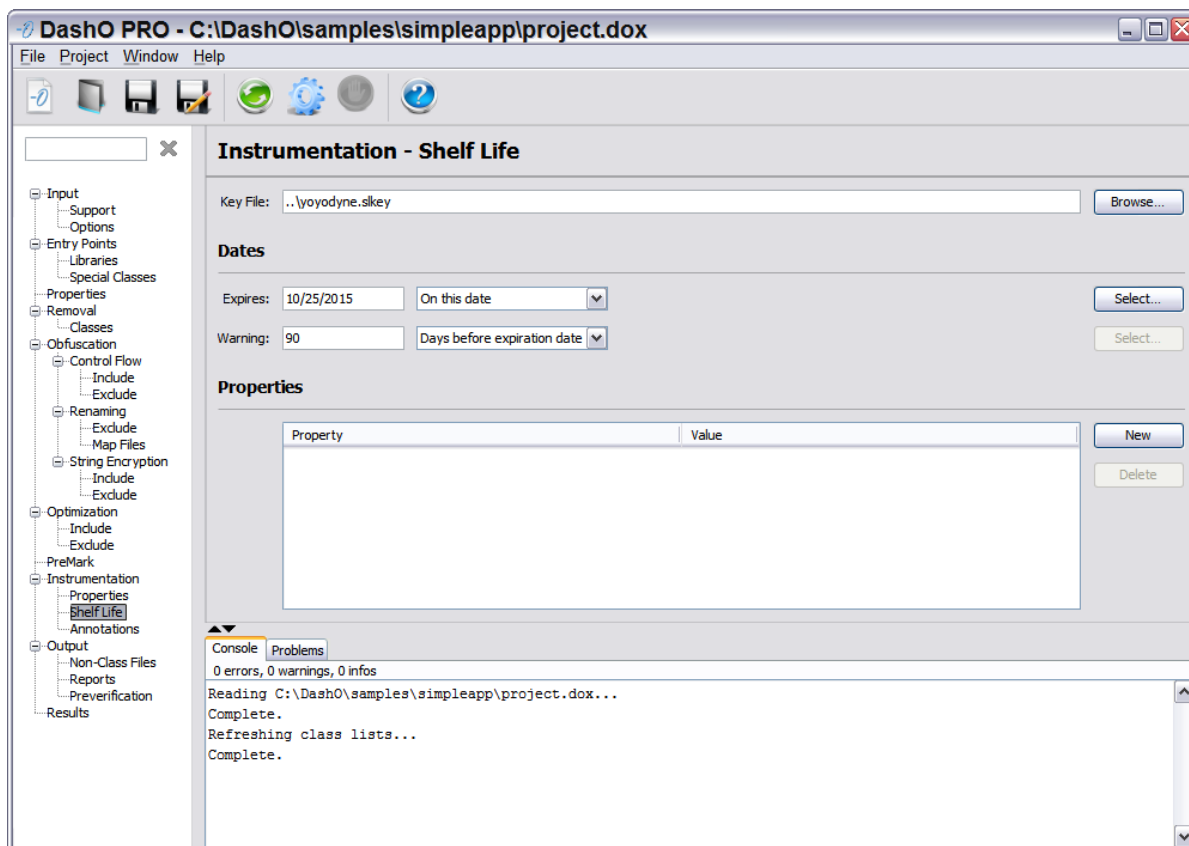 DashO PRO - C:\DashO\samples\simpleapp\project.dox
File Project Window Help
Instrumentation - Shelf Life
Key File: ..\yoyodyne.slkey Browse...
Dates
Expires: 10/25/2015 On this date Select...
Warning: 90 Days before expiration date Select...
Properties
Property Value New
Delete
Input
Support
Options
Entry Points
Libraries
Special Classes
Properties
Removal
Classes
Obfuscation
Control Flow
Include
Exclude
Renaming
Exclude
Map Files
String Encryption
Include
Exclude
Optimization
Include
Exclude
PreMark
Instrumentation
Properties
Shelf Life
Annotations
Output
Non-Class Files
Reports
Preverification
Results
Console Problems
0 errors, 0 warnings, 0 infos
Reading C:\DashO\samples\simpleapp\project.dox...
Complete.
Refreshing class lists...
Complete.